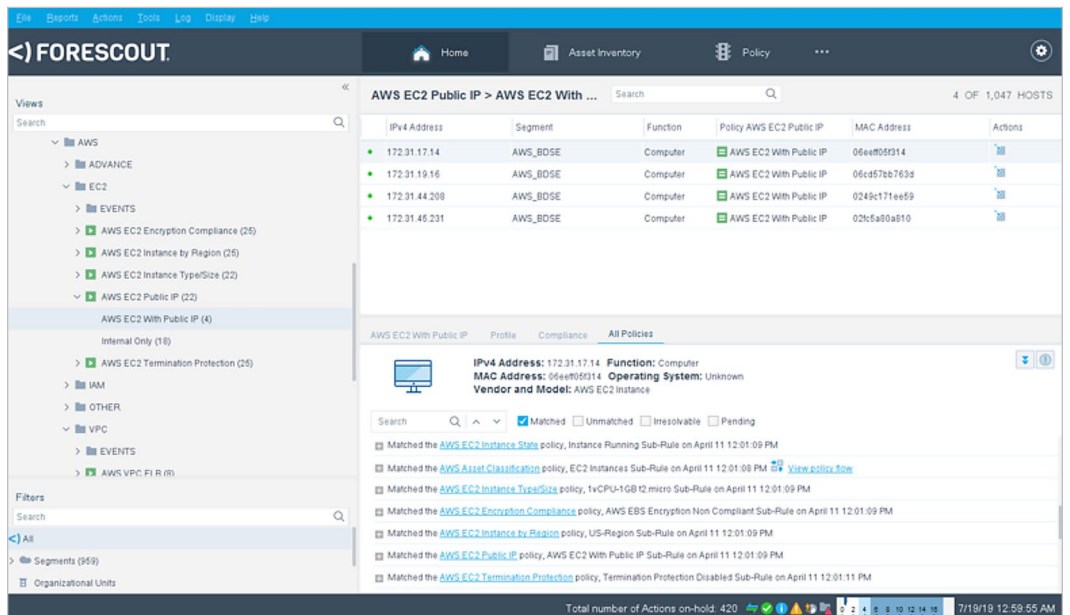 File Reports Actions Tools Log Display Help
<) FORESCOUT.
Home Asset Inventory Policy ...
Views
Search
AWS
ADVANCE
EC2
EVENTS
AWS EC2 Encryption Compliance (25)
AWS EC2 Instance by Region (25)
AWS EC2 Instance Type/Size (22)
AWS EC2 Public IP (22)
AWS EC2 With Public IP (4)
Internal Only (18)
AWS EC2 Termination Protection (25)
IAM
OTHER
VPC
EVENTS
AWS VPC ELB (8)
Filters
Search
All
Segments (959)
Organizational Units
AWS EC2 Public IP > AWS EC2 With ... Search 4 OF 1,047 HOSTS
IPv4 Address Segment Function Policy AWS EC2 Public IP MAC Address Actions
172.31.17.14 AWS_BDSE Computer AWS EC2 With Public IP 06eeff05f314
172.31.19.16 AWS_BDSE Computer AWS EC2 With Public IP 06cd57bb763d
172.31.44.208 AWS_BDSE Computer AWS EC2 With Public IP 0249c171ee59
172.31.45.231 AWS_BDSE Computer AWS EC2 With Public IP 02fc5a80a810
AWS EC2 With Public IP Profile Compliance All Policies
IPv4 Address: 172.31.17.14 Function: Computer
MAC Address: 06eeff05f314 Operating System: Unknown
Vendor and Model: AWS EC2 Instance
Search Matched Unmatched Irresolvable Pending
Matched the AWS EC2 Instance State policy, Instance Running Sub-Rule on April 11 12:01:09 PM
Matched the AWS Asset Classification policy, EC2 Instances Sub-Rule on April 11 12:01:08 PM View policy flow
Matched the AWS EC2 Instance Type/Size policy, 1vCPU-1GB t2.micro Sub-Rule on April 11 12:01:09 PM
Matched the AWS EC2 Encryption Compliance policy, AWS EBS Encryption Non Compliant Sub-Rule on April 11 12:01:09 PM
Matched the AWS EC2 Instance by Region policy, US-Region Sub-Rule on April 11 12:01:09 PM
Matched the AWS EC2 Public IP policy, AWS EC2 With Public IP Sub-Rule on April 11 12:01:09 PM
Matched the AWS EC2 Termination Protection policy, Termination Protection Disabled Sub-Rule on April 11 12:01:11 PM
Total number of Actions on-hold: 420 0 2 4 6 8 10 12 14 16 7/19/19 12:59:55 AM